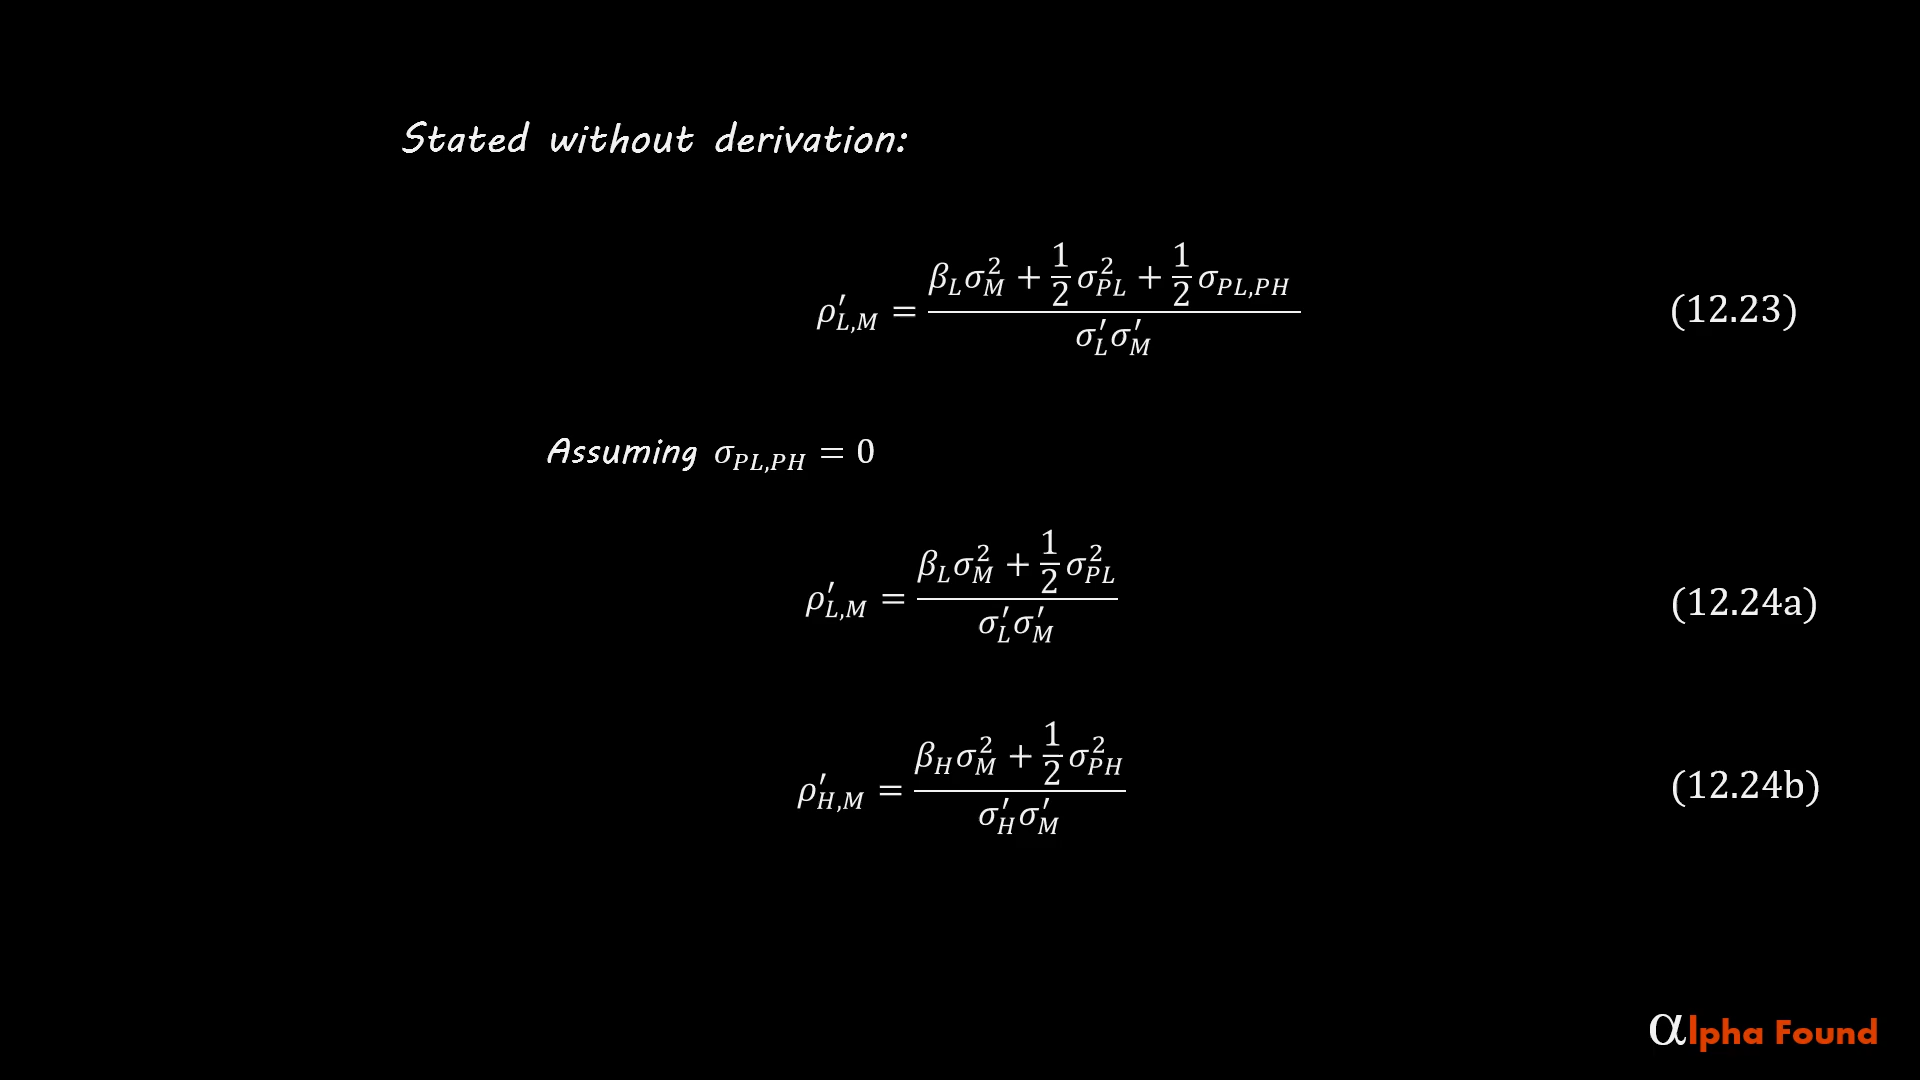 Stated without derivation:
ρ′_{L,M} = (β_L σ_M^2 + 1/2 σ_{PL}^2 + 1/2 σ_{PL,PH}) / (σ′_L σ′_M) (12.23)
Assuming σ_{PL,PH} = 0
ρ′_{L,M} = (β_L σ_M^2 + 1/2 σ_{PL}^2) / (σ′_L σ′_M) (12.24a)
ρ′_{H,M} = (β_H σ_M^2 + 1/2 σ_{PH}^2) / (σ′_H σ′_M) (12.24b)
αlpha Found